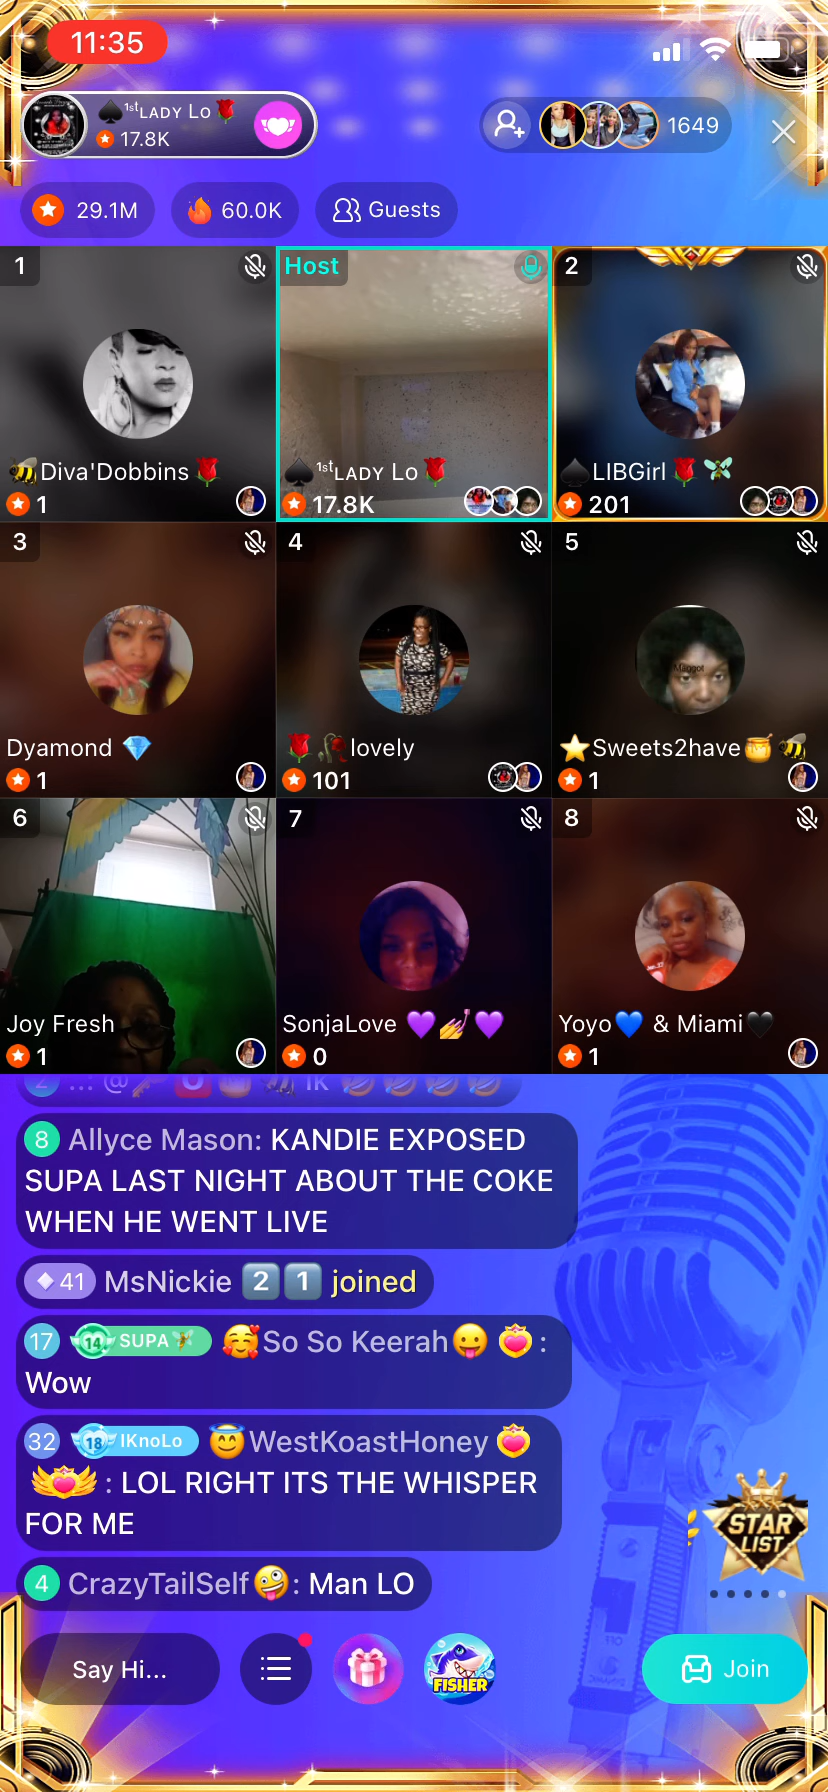 11:35
♠️¹ˢᵗLADY Lo🌹
17.8K
1649
29.1M
60.0K
Guests
1
🐝Diva'Dobbins🌹
1
Host
♠️¹ˢᵗLADY Lo🌹
17.8K
2
♠️LIBGirl🌹🧚
201
3
Dyamond 💎
1
4
🌹🥀lovely
101
5
Maggot
⭐Sweets2have🍯🐝
1
6
Joy Fresh
1
7
SonjaLove 💜💅💜
0
8
Yoyo💙 & Miami🖤
1
8 Allyce Mason: KANDIE EXPOSED
SUPA LAST NIGHT ABOUT THE COKE
WHEN HE WENT LIVE
41 MsNickie 2️⃣1️⃣ joined
17 14 SUPA🧚 🥰So So Keerah😛 :
Wow
32 18 IKnoLo 😇WestKoastHoney
: LOL RIGHT ITS THE WHISPER
FOR ME
4 CrazyTailSelf🤪: Man LO
STAR
LIST
OFF
Say Hi...
FISHER
Join